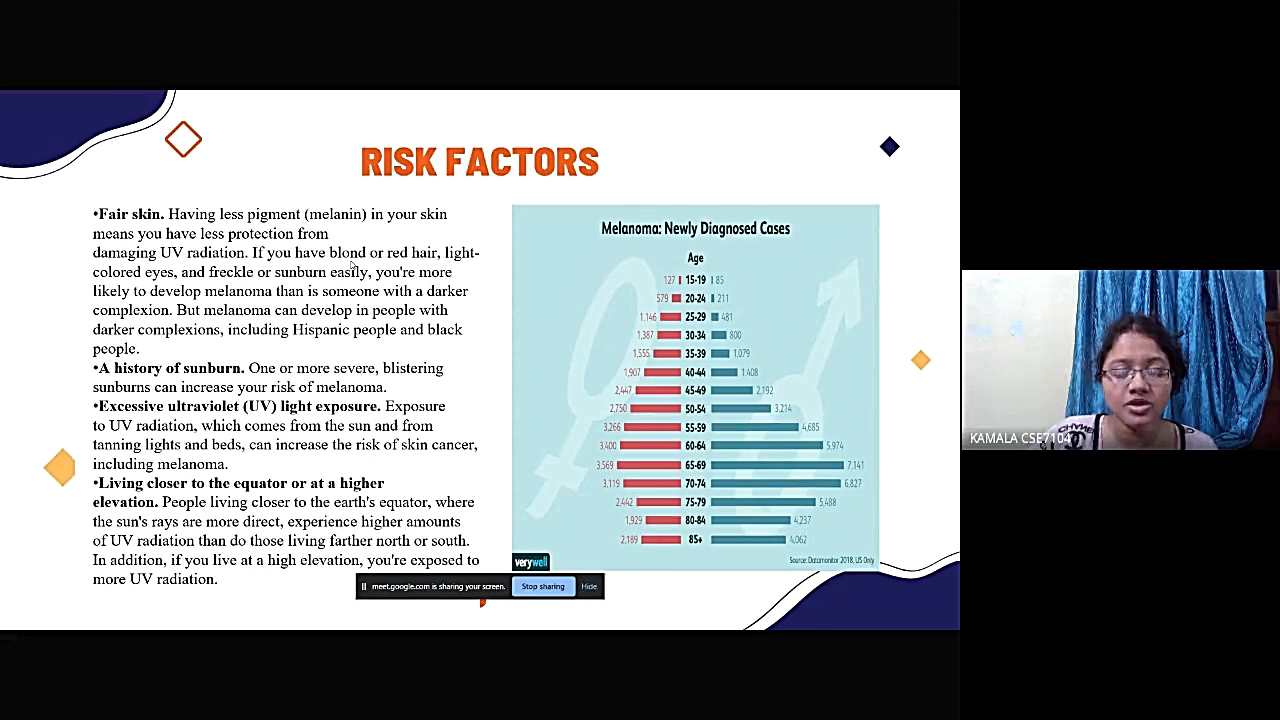 RISK FACTORS
•Fair skin. Having less pigment (melanin) in your skin
means you have less protection from
damaging UV radiation. If you have blond or red hair, light-
colored eyes, and freckle or sunburn easily, you're more
likely to develop melanoma than is someone with a darker
complexion. But melanoma can develop in people with
darker complexions, including Hispanic people and black
people.
•A history of sunburn. One or more severe, blistering
sunburns can increase your risk of melanoma.
•Excessive ultraviolet (UV) light exposure. Exposure
to UV radiation, which comes from the sun and from
tanning lights and beds, can increase the risk of skin cancer,
including melanoma.
•Living closer to the equator or at a higher
elevation. People living closer to the earth's equator, where
the sun's rays are more direct, experience higher amounts
of UV radiation than do those living farther north or south.
In addition, if you live at a high elevation, you're exposed to
more UV radiation.
Melanoma: Newly Diagnosed Cases
Age
127 15-19 85
579 20-24 211
1,146 25-29 481
1,387 30-34 800
1,555 35-39 1,079
1,907 40-44 1,408
2,447 45-49 2,192
2,750 50-54 3,214
3,266 55-59 4,685
3,400 60-64 5,974
3,569 65-69 7,141
3,119 70-74 6,827
2,442 75-79 5,488
1,929 80-84 4,237
2,189 85+ 4,062
verywell
Source: Datamonitor 2018, US Only
meet.google.com is sharing your screen.
Stop sharing
Hide
KAMALA CSE7104